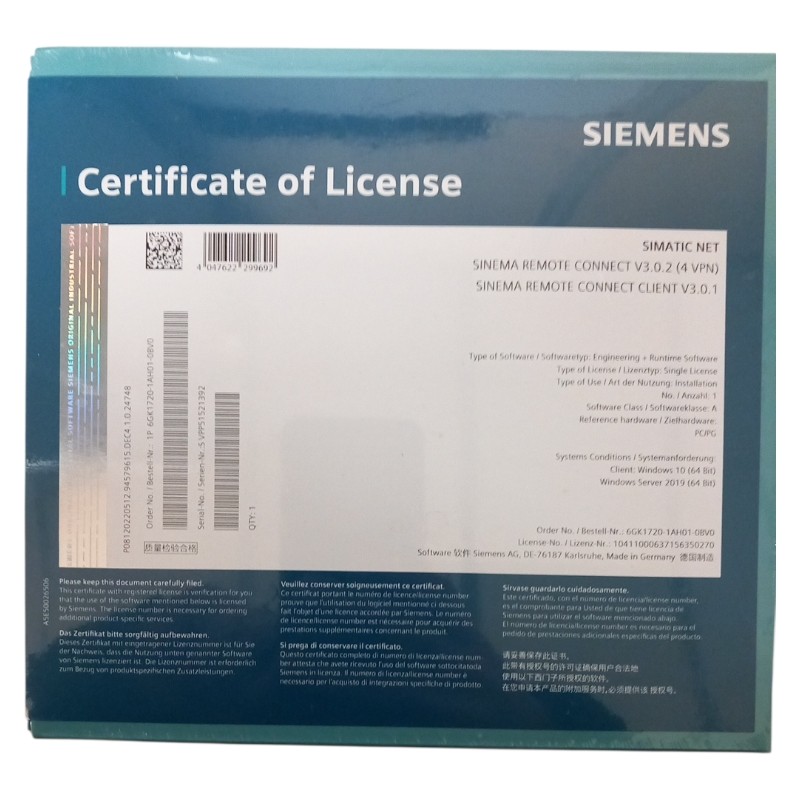 SIEMENS
Certificate of License
4 047622 299692
SIMATIC NET
SINEMA REMOTE CONNECT V3.0.2 (4 VPN)
SINEMA REMOTE CONNECT CLIENT V3.0.1
SOFTWARE SIEMENS ORIGINAL INDUSTRIAL SOFT
P08120220512.94579615.DEC4.1.0.24748
Order No. / Bestell-Nr.: 1P 6GK1720-1AH01-0BV0
Serial-No. / Serien-Nr.:S VPP51521392
QTY: 1
质量检验合格
Type of Software / Softwaretyp: Engineering + Runtime Software
Type of License / Lizenztyp: Single License
Type of Use / Art der Nutzung: Installation
No. / Anzahl: 1
Software Class / Softwareklasse: A
Reference hardware / Zielhardware:
PC/PG
Systems Conditions / Systemanforderung:
Client: Windows 10 (64 Bit)
Windows Server 2019 (64 Bit)
Order No. / Bestell-Nr.: 6GK1720-1AH01-0BV0
License-No. / Lizenz-Nr.: 10411000637156350270
Software 软件 Siemens AG, DE-76187 Karlsruhe, Made in Germany 德国制造
A5E50026506
Please keep this document carefully filed.
This certificate with registered license is verification for you
that the use of the software mentioned below is licensed
by Siemens. The license number is necessary for ordering
additional product specific services.
Das Zertifikat bitte sorgfältig aufbewahren.
Dieses Zertifikat mit eingetragener Lizenznummer ist für Sie
der Nachweis, dass die Nutzung unten genannter Software
von Siemens lizenziert ist. Die Lizenznummer ist erforderlich
zum Bezug von produktspezifischen Zusatzleistungen.
Veuillez conserver soigneusement ce certificat.
Ce certificat portant le numéro de licence/license number
prouve que l'utilisation du logiciel mentionné ci dessous
fait l'objet d'une licence accordée par Siemens. Le numéro
de licence/license number est nécessaire pour acquérir des
prestations supplémentaires concernant le produit.
Si prega di conservare il certificato.
Questo certificato completo di numero di licenza/license num-
ber attesta che avete ricevuto l'uso del software sottocitato da
Siemens in licenza. Il numero di licenza/license number è
necessario per l'acquisto di integrazioni specifiche di prodotto
Sirvase guardarlo cuidadosamente.
Este certificado, con el número de licencia/license number,
es el comprobante para Usted de que tiene licencia de
Siemens para utilizar el software mencionado abajo.
El número de licencia/license number es necesario para el
pedido de prestaciones adicionales específicas del producto.
请妥善保存此证书。
此带有授权号的许可证确保用户合法地
使用以下西门子所授权的软件。
在您申请本产品的附加服务时,必须提供该 授权号。